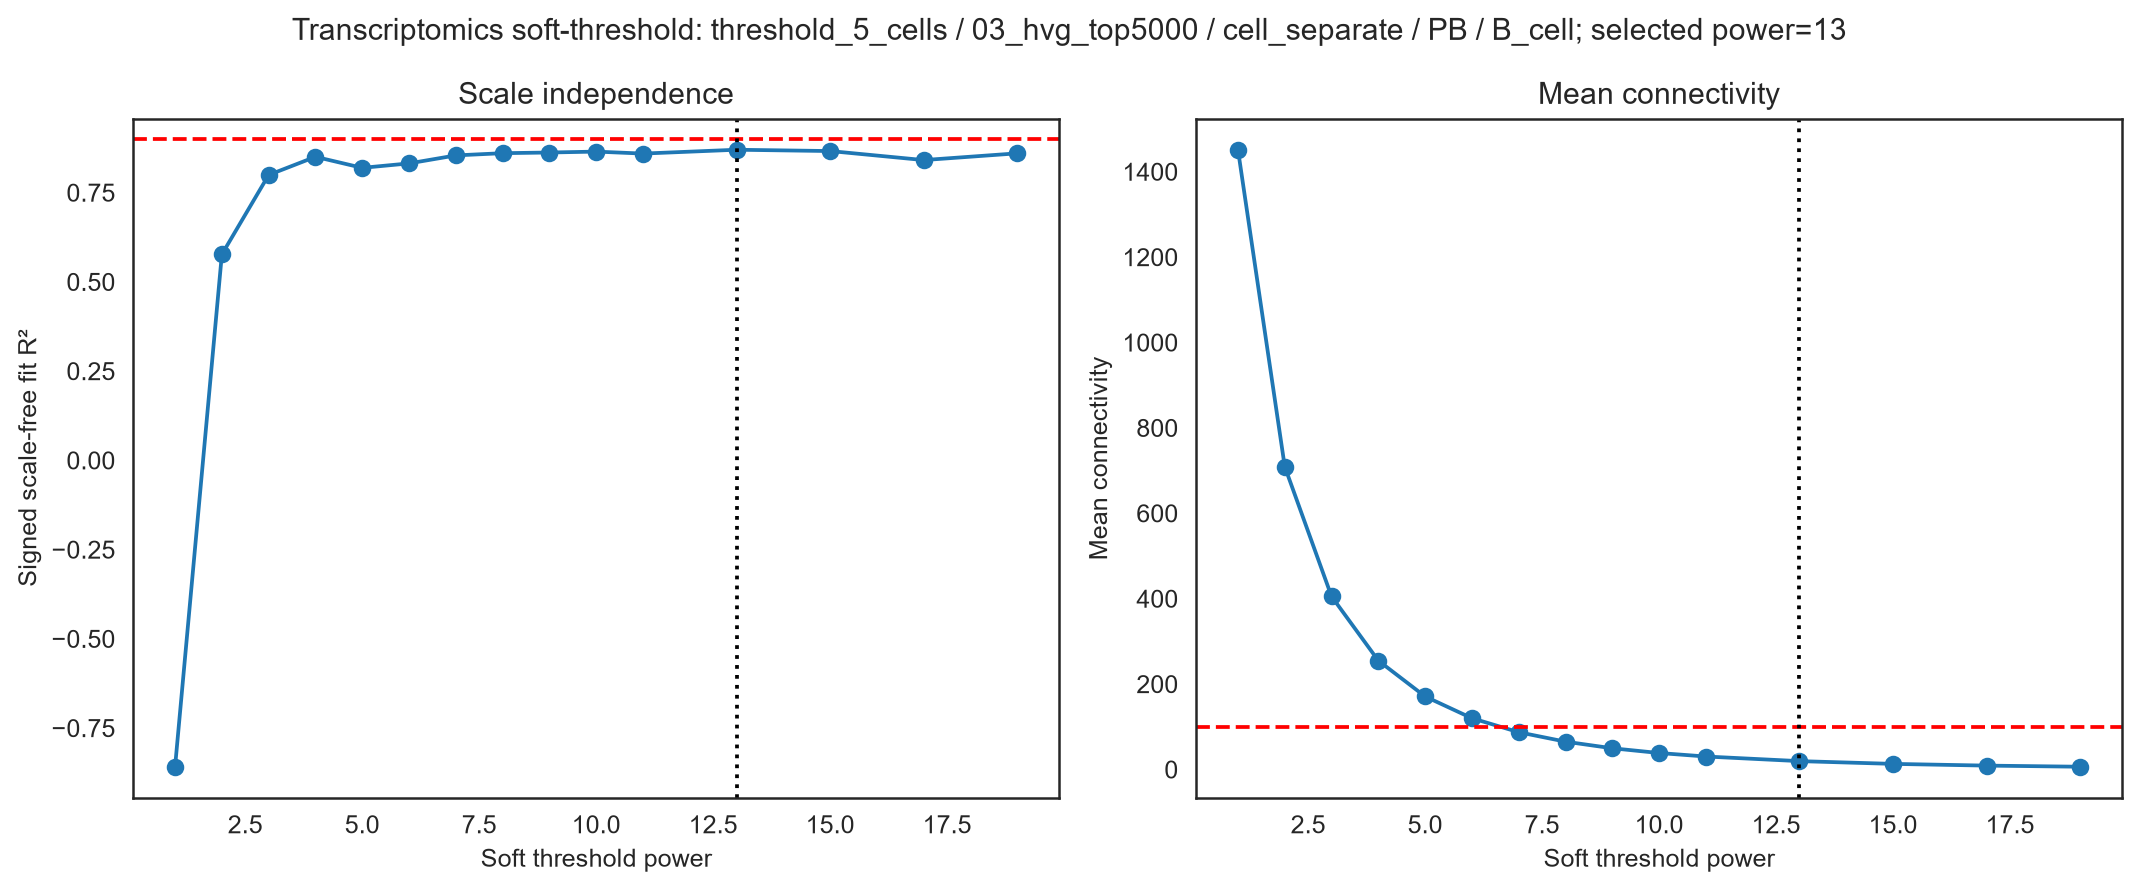 Transcriptomics soft-threshold: threshold_5_cells / 03_hvg_top5000 / cell_separate / PB / B_cell; selected power=13
Scale independence
Signed scale-free fit R²
0.75
0.50
0.25
0.00
−0.25
−0.50
−0.75
2.5 5.0 7.5 10.0 12.5 15.0 17.5
Soft threshold power
Mean connectivity
Mean connectivity
1400
1200
1000
800
600
400
200
0
2.5 5.0 7.5 10.0 12.5 15.0 17.5
Soft threshold power